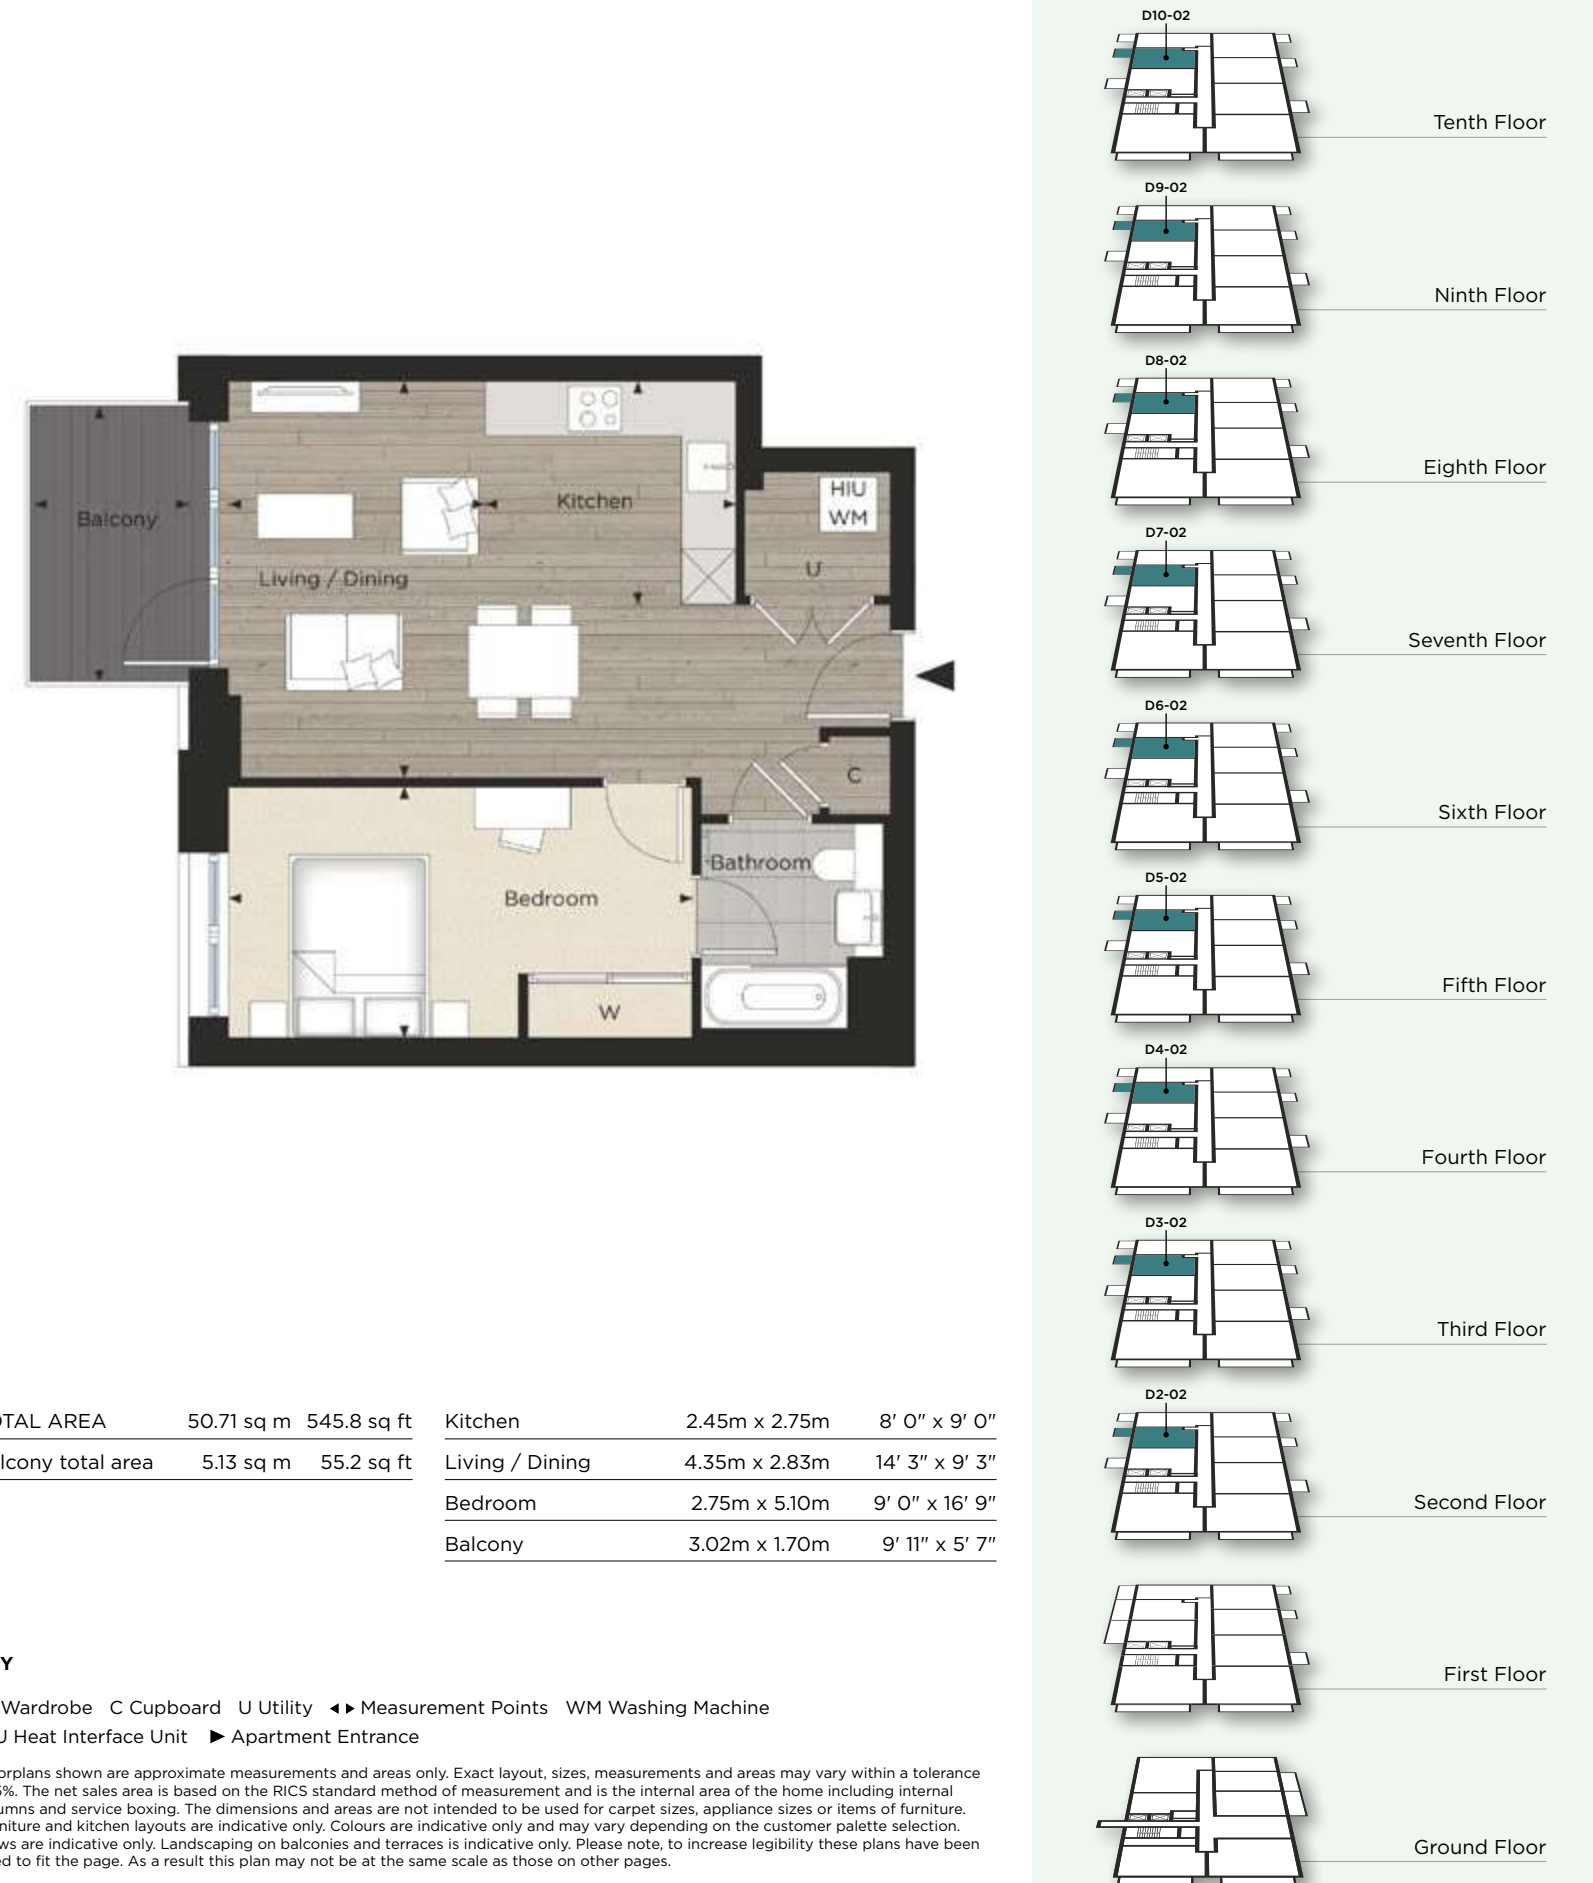 D10-02
Tenth Floor
D9-02
Ninth Floor
D8-02
Eighth Floor
D7-02
Seventh Floor
D6-02
Sixth Floor
D5-02
Fifth Floor
D4-02
Fourth Floor
D3-02
Third Floor
D2-02
Second Floor
First Floor
Ground Floor
Balcony
Kitchen
HIU
WM
U
Living / Dining
C
Bathroom
Bedroom
W
OTAL AREA 50.71 sq m 545.8 sq ft
lcony total area 5.13 sq m 55.2 sq ft
Kitchen 2.45m x 2.75m 8' 0" x 9' 0"
Living / Dining 4.35m x 2.83m 14' 3" x 9' 3"
Bedroom 2.75m x 5.10m 9' 0" x 16' 9"
Balcony 3.02m x 1.70m 9' 11" x 5' 7"
Y
Wardrobe C Cupboard U Utility ◄► Measurement Points WM Washing Machine
U Heat Interface Unit ► Apartment Entrance
orplans shown are approximate measurements and areas only. Exact layout, sizes, measurements and areas may vary within a tolerance
5%. The net sales area is based on the RICS standard method of measurement and is the internal area of the home including internal
umns and service boxing. The dimensions and areas are not intended to be used for carpet sizes, appliance sizes or items of furniture.
niture and kitchen layouts are indicative only. Colours are indicative only and may vary depending on the customer palette selection.
ws are indicative only. Landscaping on balconies and terraces is indicative only. Please note, to increase legibility these plans have been
ed to fit the page. As a result this plan may not be at the same scale as those on other pages.